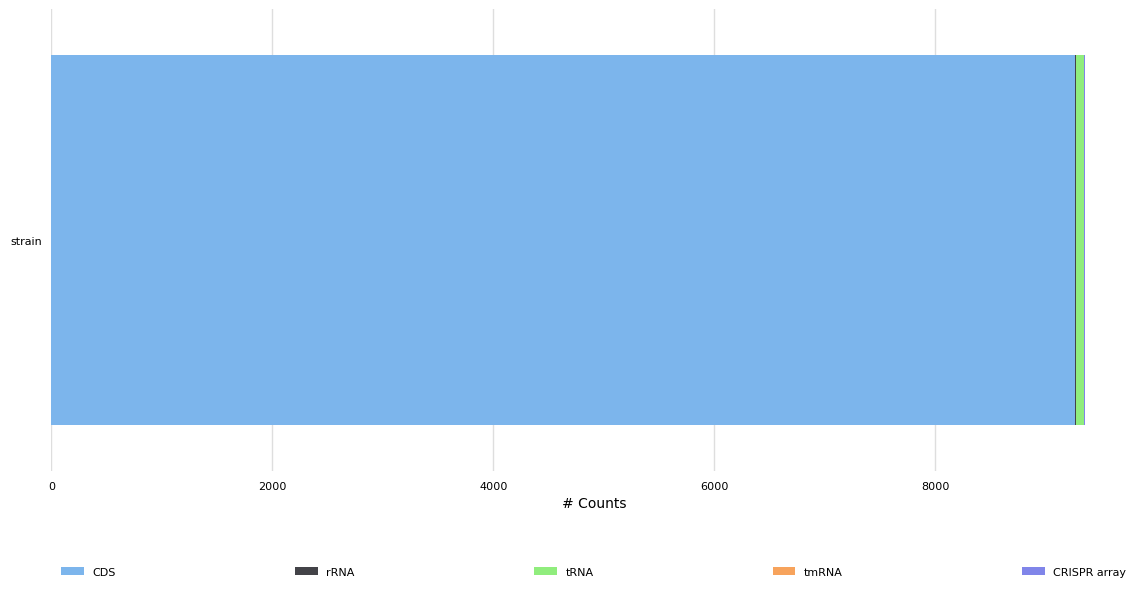 strain
0 2000 4000 6000 8000
# Counts
CDS rRNA tRNA tmRNA CRISPR array